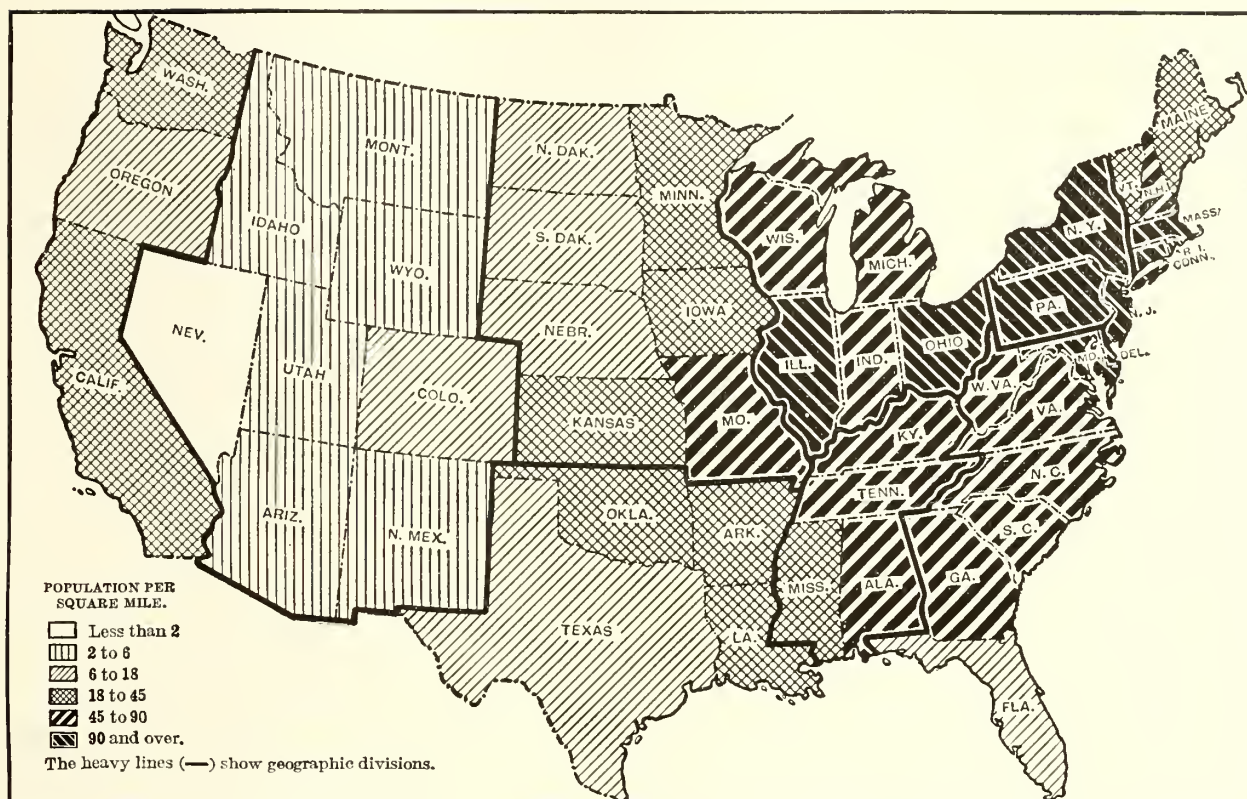 WASH.
OREGON
CALIF.
NEV.
IDAHO
MONT.
WYO.
UTAH
COLO.
ARIZ.
N. MEX.
N. DAK.
S. DAK.
NEBR.
KANSAS
OKLA.
TEXAS
MINN.
IOWA
MO.
ARK.
LA.
WIS.
ILL.
MICH.
IND.
OHIO
KY.
TENN.
MISS.
ALA.
GA.
FLA.
S. C.
N. C.
VA.
W. VA.
MD.
DEL.
PA.
N. J.
N. Y.
CONN.
R. I.
MASS.
VT.
N.H.
MAINE
POPULATION PER
SQUARE MILE.
Less than 2
2 to 6
6 to 18
18 to 45
45 to 90
90 and over.
The heavy lines (—) show geographic divisions.